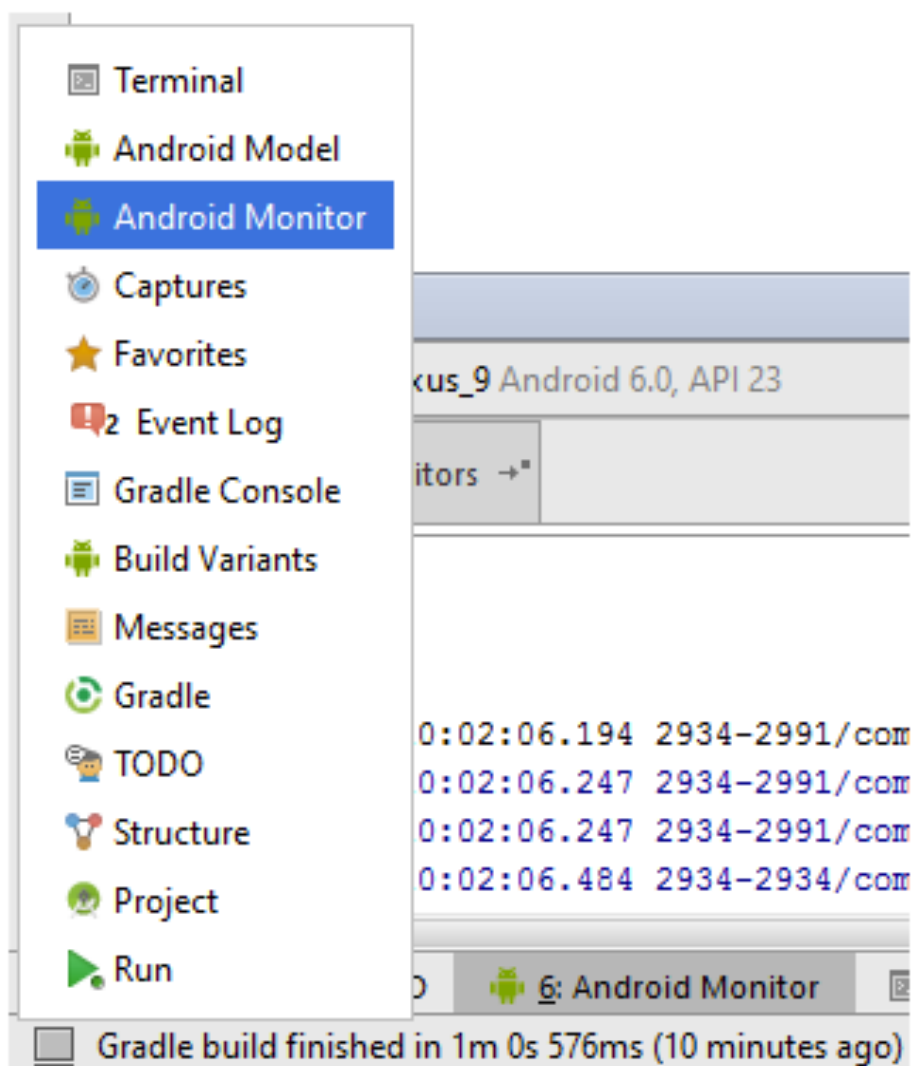 Terminal
Android Model
Android Monitor
Captures
Favorites
2 Event Log
Gradle Console
Build Variants
Messages
Gradle
TODO
Structure
Project
Run
_9 Android 6.0, API 23
itors
0:02:06.194 2934-2991/com
0:02:06.247 2934-2991/com
0:02:06.247 2934-2991/com
0:02:06.484 2934-2934/com
6: Android Monitor
Gradle build finished in 1m 0s 576ms (10 minutes ago)